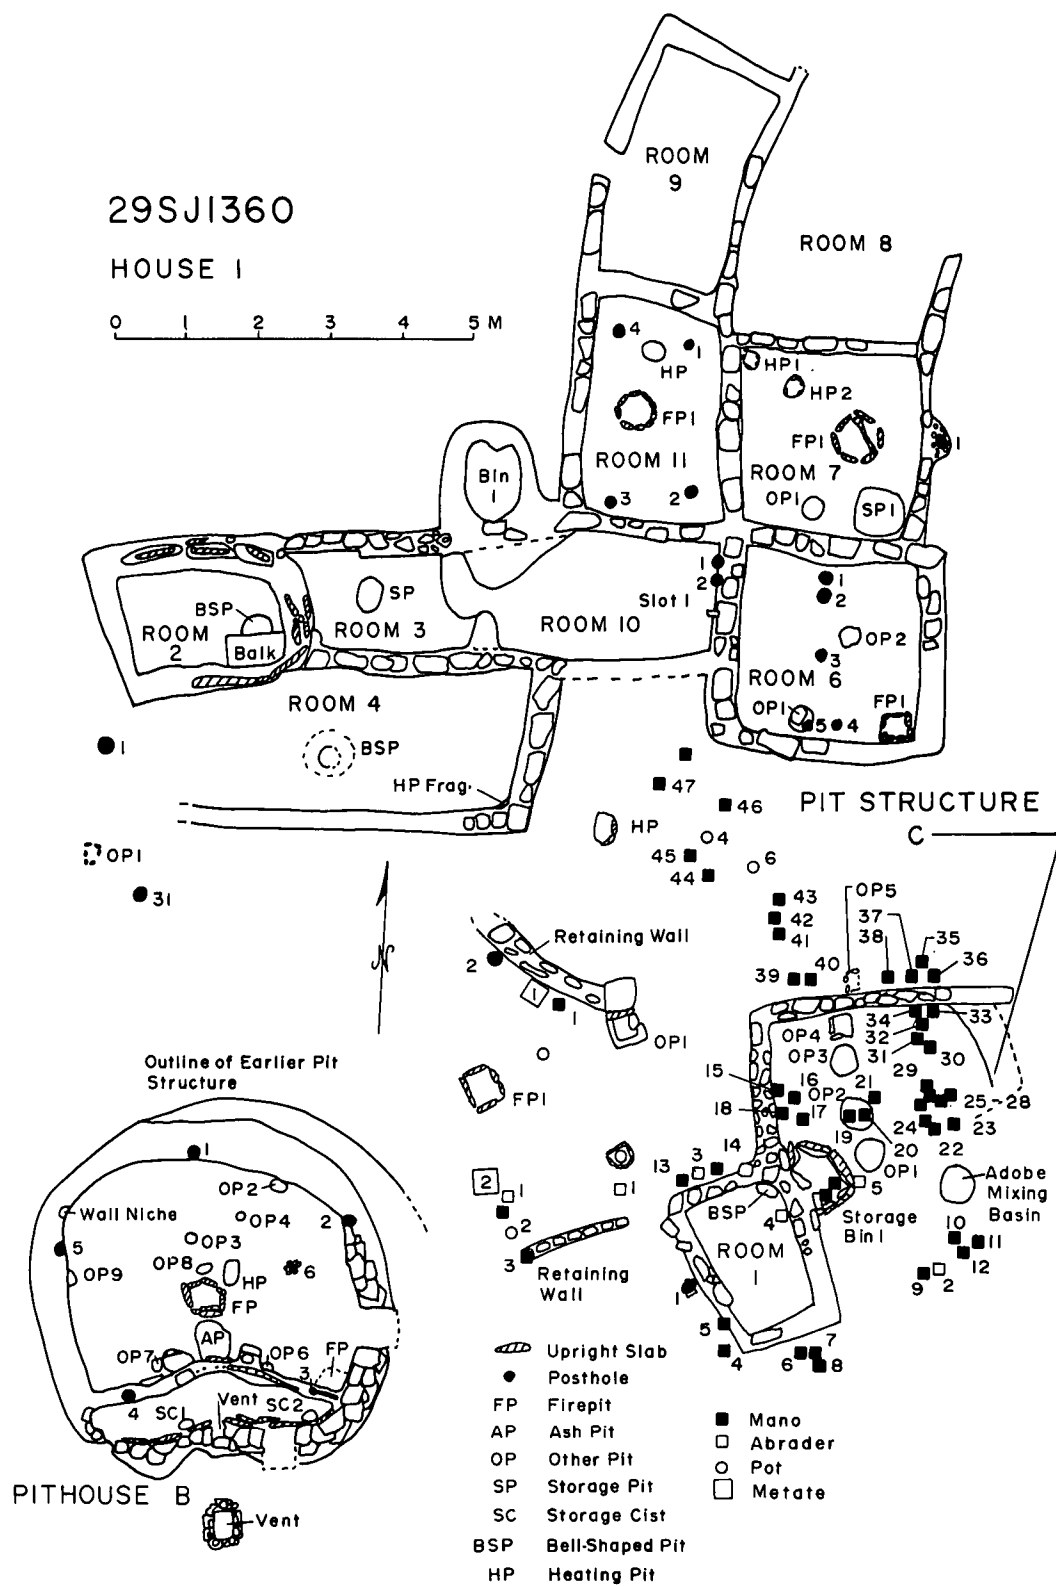 29SJ1360
HOUSE 1
0 1 2 3 4 5 M
ROOM
9
ROOM 8
4
1
HP
FP1
ROOM 11
3
2
HP1
HP2
FP1
1
ROOM 7
OP1
SP1
Bin
1
SP
ROOM 3
BSP
ROOM
2
Balk
ROOM 10
1
2
Slot 1
1
2
OP2
3
ROOM 6
OP1
5
4
FP1
ROOM 4
BSP
1
HP Frag.
OP1
31
N
47
46
HP
4
45
44
6
PIT STRUCTURE
C
43
42
41
OP5
37
38
35
36
39
40
Retaining Wall
2
1
1
OP1
FP1
34
33
32
OP4
OP3
31
30
29
15
16
OP2
21
25-28
18
17
19
20
24
22
23
OP1
14
3
13
2
1
1
2
5
BSP
4
Storage
Bin 1
Adobe
Mixing
Basin
10
11
12
9
2
ROOM
1
3
Retaining
Wall
1
5
4
6
7
8
Outline of Earlier Pit
Structure
1
OP2
Wall Niche
OP4
2
5
OP3
OP8
HP
6
OP9
FP
AP
OP7
OP6
FP
3
4
SC1
Vent
SC2
PITHOUSE B
Vent
Upright Slab
Posthole
FP Firepit
AP Ash Pit
OP Other Pit
SP Storage Pit
SC Storage Cist
BSP Bell-Shaped Pit
HP Heating Pit
Mano
Abrader
Pot
Metate